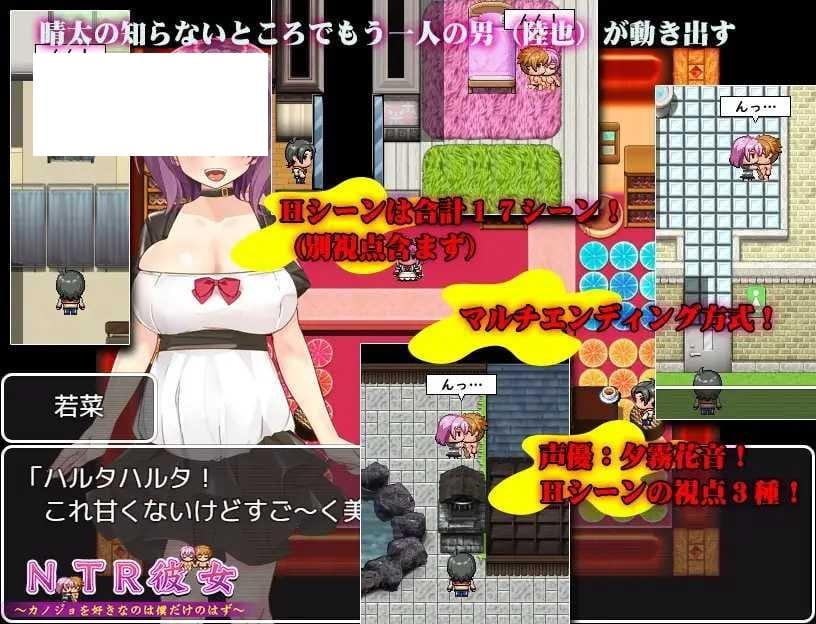 晴太の知らないところでもう一人の男（陸也）が動き出す
んっ…
Hシーンは合計１７シーン！
（別視点含まず）
マルチエンディング方式！
んっ…
若菜
声優：夕霧花音！
Hシーンの視点３種！
「ハルタハルタ！
これ甘くないけどすご～く美
NTR彼女
～カノジョを好きなのは僕だけのはず～